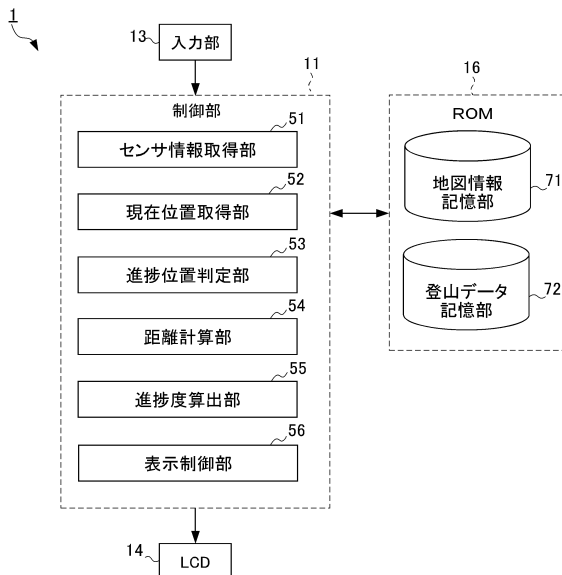 1
13
入力部
11
制御部
51
センサ情報取得部
52
現在位置取得部
53
進捗位置判定部
54
距離計算部
55
進捗度算出部
56
表示制御部
16
ROM
地図情報
記憶部
71
登山データ
記憶部
72
14
LCD